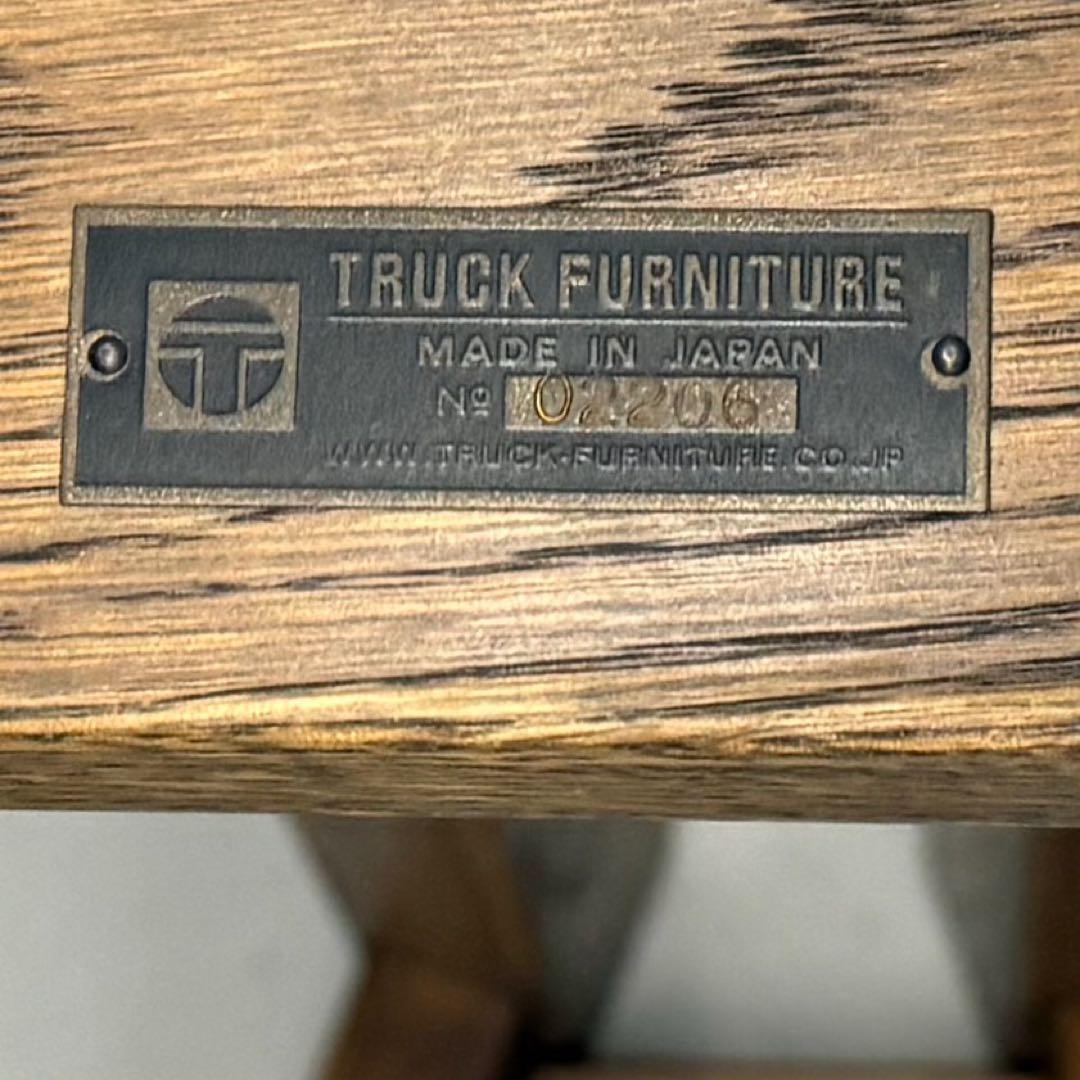 TRUCK FURNITURE
MADE IN JAPAN
Nº 02206
WWW.TRUCK-FURNITURE.CO.JP